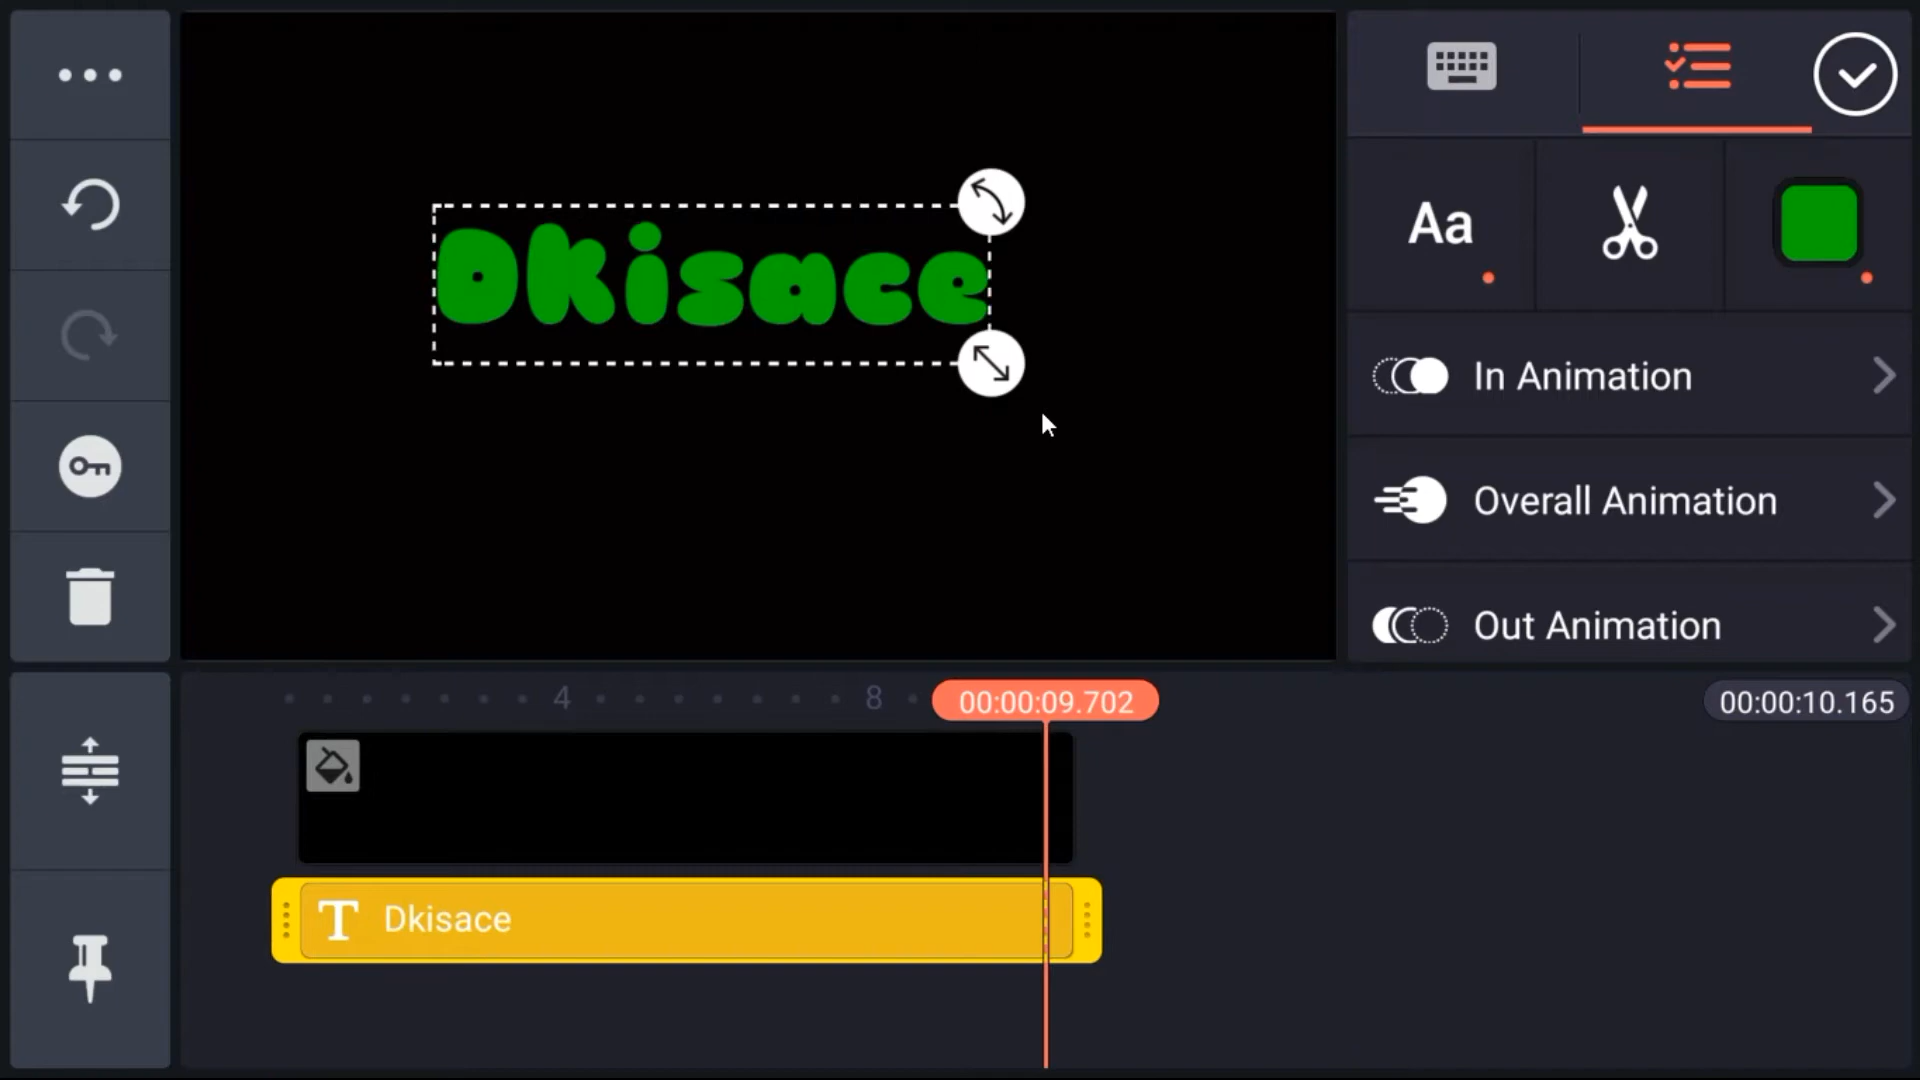 Dkisace
Aa
In Animation
Overall Animation
Out Animation
4
8
00:00:09.702
00:00:10.165
T Dkisace